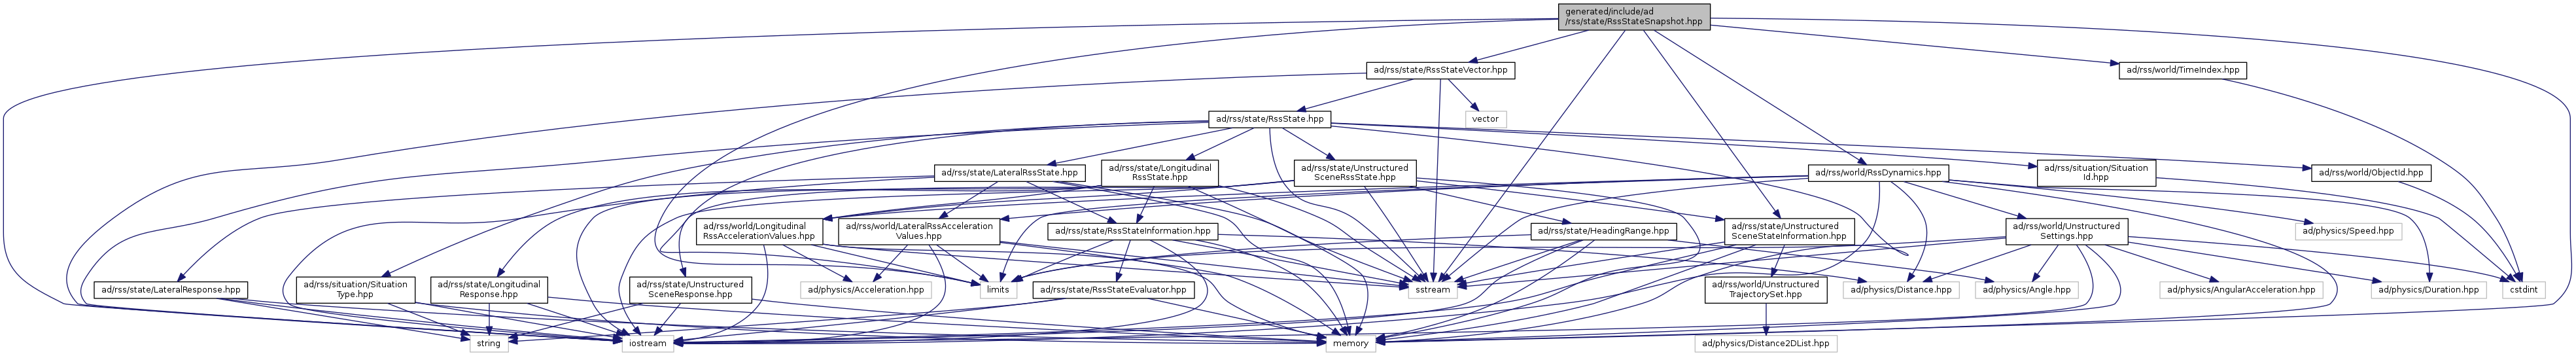 generated/include/ad
/rss/state/RssStateSnapshot.hpp
ad/rss/state/RssStateVector.hpp
ad/rss/world/TimeIndex.hpp
ad/rss/state/RssState.hpp
vector
ad/rss/state/LateralRssState.hpp
ad/rss/state/Longitudinal
RssState.hpp
ad/rss/state/Unstructured
SceneRssState.hpp
ad/rss/world/RssDynamics.hpp
ad/rss/situation/Situation
Id.hpp
ad/rss/world/ObjectId.hpp
ad/rss/world/Longitudinal
RssAccelerationValues.hpp
ad/rss/world/LateralRssAcceleration
Values.hpp
ad/rss/state/RssStateInformation.hpp
ad/rss/state/HeadingRange.hpp
ad/rss/state/Unstructured
SceneStateInformation.hpp
ad/rss/world/Unstructured
Settings.hpp
ad/physics/Speed.hpp
ad/rss/state/LateralResponse.hpp
ad/rss/situation/Situation
Type.hpp
ad/rss/state/Longitudinal
Response.hpp
ad/rss/state/Unstructured
SceneResponse.hpp
ad/physics/Acceleration.hpp
limits
ad/rss/state/RssStateEvaluator.hpp
sstream
ad/rss/world/Unstructured
TrajectorySet.hpp
ad/physics/Distance.hpp
ad/physics/Angle.hpp
ad/physics/AngularAcceleration.hpp
ad/physics/Duration.hpp
cstdint
string
iostream
memory
ad/physics/Distance2DList.hpp